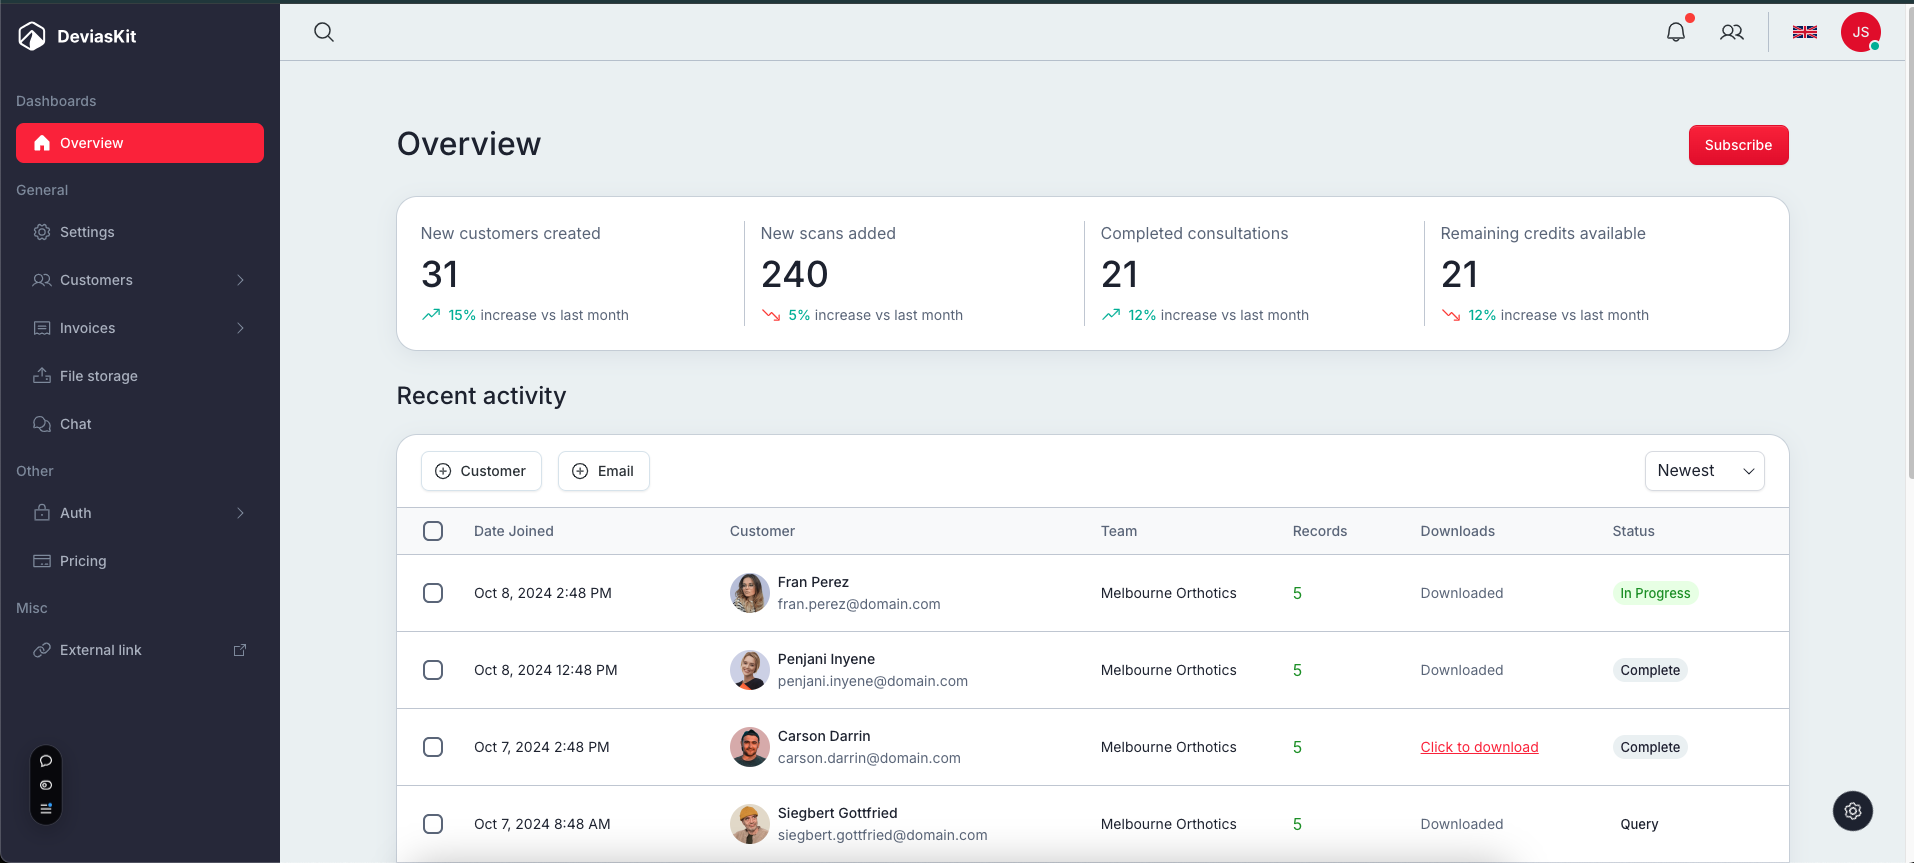 DeviasKit
Dashboards
Overview
General
Settings
Customers
Invoices
File storage
Chat
Other
Auth
Pricing
Misc
External link
JS
Overview
Subscribe
New customers created
31
15% increase vs last month
New scans added
240
5% increase vs last month
Completed consultations
21
12% increase vs last month
Remaining credits available
21
12% increase vs last month
Recent activity
Customer
Email
Newest
Date Joined Customer Team Records Downloads Status
Oct 8, 2024 2:48 PM Fran Perez Melbourne Orthotics 5 Downloaded In Progress
fran.perez@domain.com
Oct 8, 2024 12:48 PM Penjani Inyene Melbourne Orthotics 5 Downloaded Complete
penjani.inyene@domain.com
Oct 7, 2024 2:48 PM Carson Darrin Melbourne Orthotics 5 Click to download Complete
carson.darrin@domain.com
Oct 7, 2024 8:48 AM Siegbert Gottfried Melbourne Orthotics 5 Downloaded Query
siegbert.gottfried@domain.com